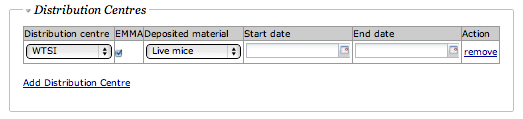 Distribution Centres
Distribution centre EMMA Deposited material Start date End date Action
WTSI Live mice remove
Add Distribution Centre